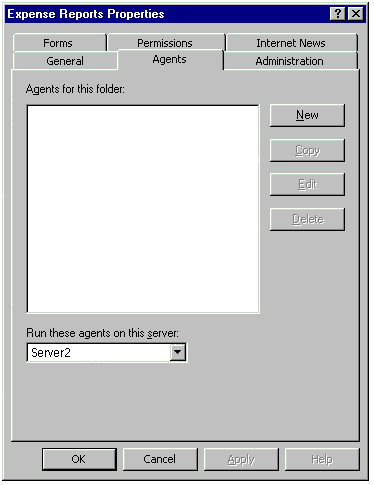 Expense Reports Properties
Forms Permissions Internet News
General Agents Administration
Agents for this folder:
New
Copy
Edit
Delete
Run these agents on this server:
Server2
OK Cancel Apply Help